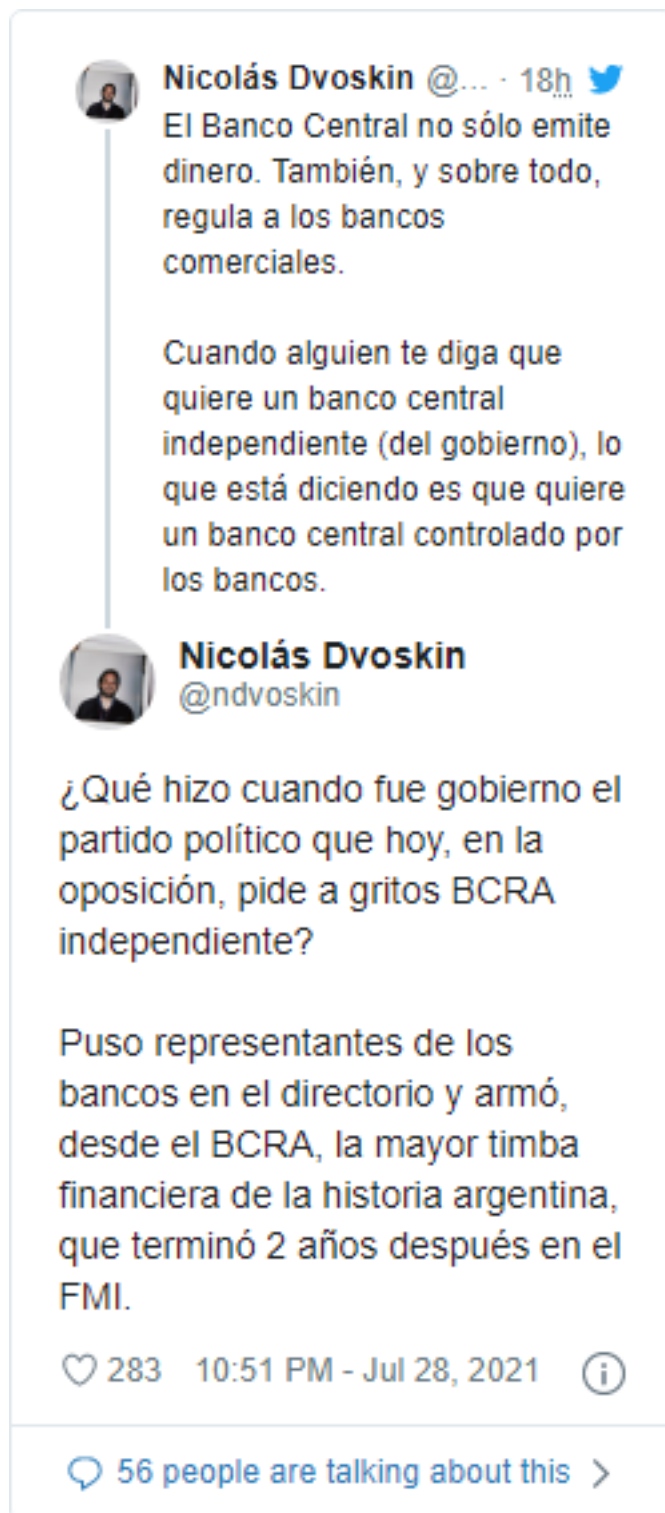 Nicolás Dvoskin @... · 18h
El Banco Central no sólo emite
dinero. También, y sobre todo,
regula a los bancos
comerciales.
Cuando alguien te diga que
quiere un banco central
independiente (del gobierno), lo
que está diciendo es que quiere
un banco central controlado por
los bancos.
Nicolás Dvoskin
@ndvoskin
¿Qué hizo cuando fue gobierno el
partido político que hoy, en la
oposición, pide a gritos BCRA
independiente?
Puso representantes de los
bancos en el directorio y armó,
desde el BCRA, la mayor timba
financiera de la historia argentina,
que terminó 2 años después en el
FMI.
283 10:51 PM - Jul 28, 2021
56 people are talking about this